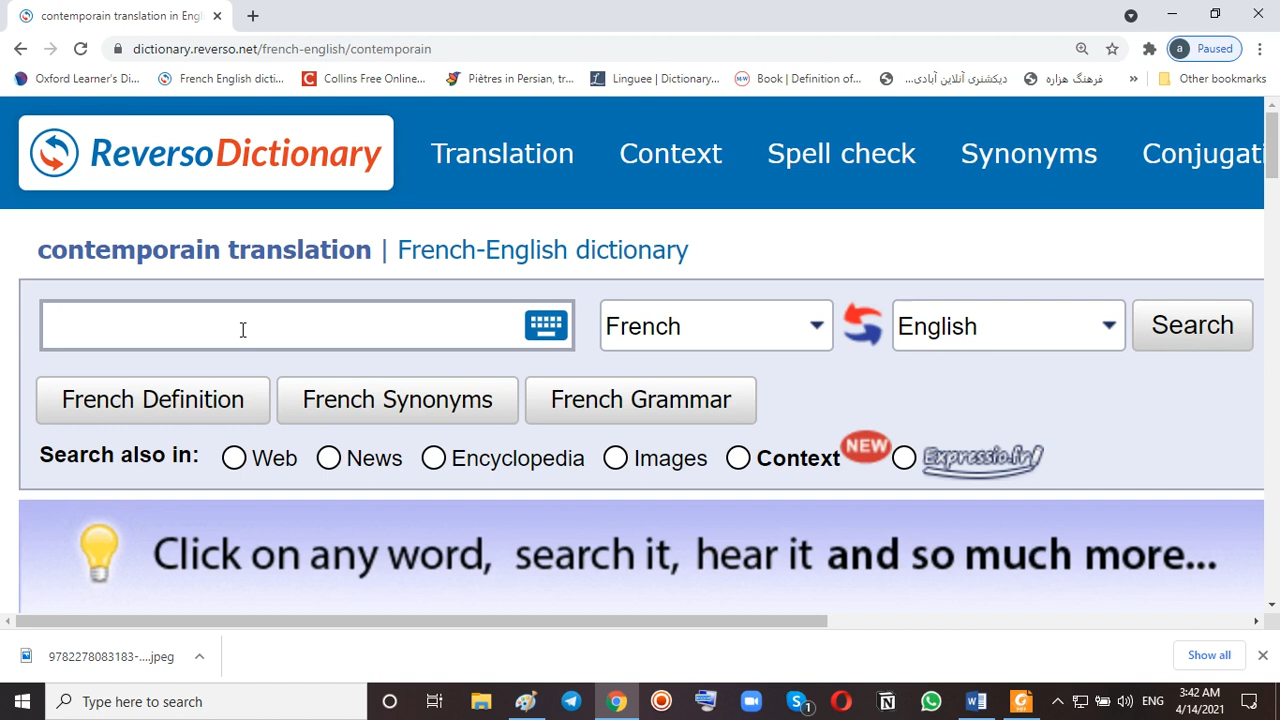 contemporain translation in Engl
dictionary.reverso.net/french-english/contemporain
a Paused
Oxford Learner's Di...
French English dicti...
Collins Free Online...
Piètres in Persian, tr...
Linguee | Dictionary...
Book | Definition of...
دیکشنری آنلاین آبادی...
فرهنگ هزاره
»
Other bookmarks
ReversoDictionary
Translation
Context
Spell check
Synonyms
Conjugati
contemporain translation | French-English dictionary
French
English
Search
French Definition
French Synonyms
French Grammar
Search also in:
Web
News
Encyclopedia
Images
Context
NEW
Expressio.fr
Click on any word, search it, hear it and so much more...
9782278083183-....jpeg
Show all
Type here to search
ENG
3:42 AM
4/14/2021